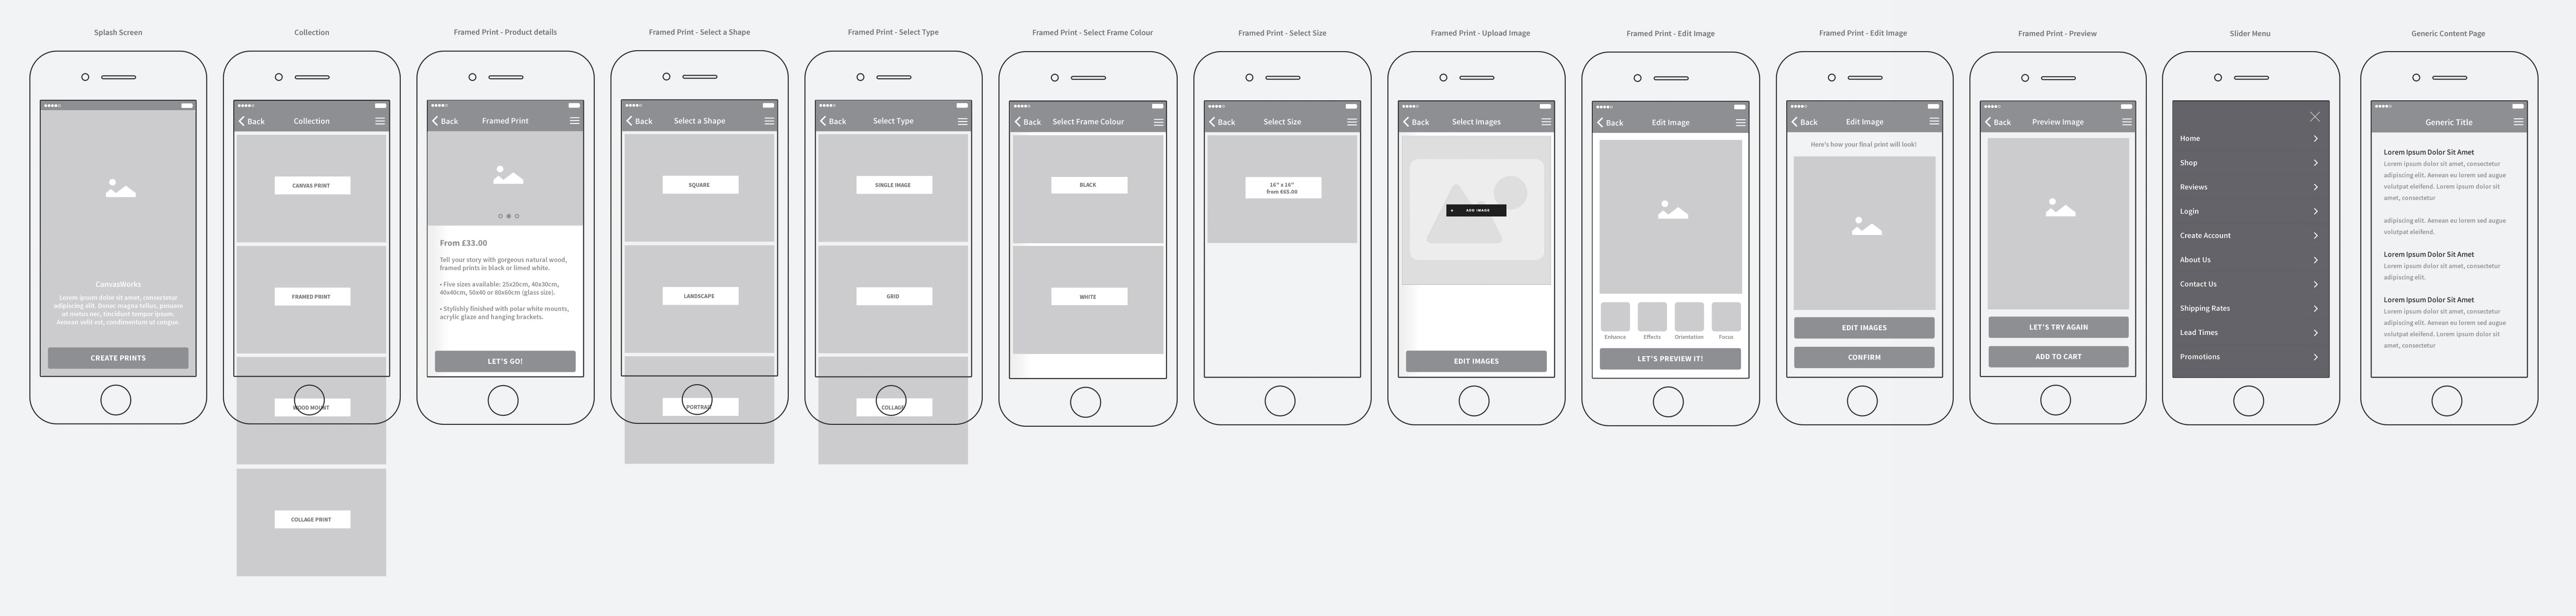 Splash Screen
CanvasWorks
Lorem ipsum dolor sit amet, consectetur
adipiscing elit. Donec magna tellus, posuere
ut metus nec, tincidunt tempor ipsum.
Aenean velit est, condimentum ut congue.
CREATE PRINTS
Collection
Back
Collection
CANVAS PRINT
FRAMED PRINT
WOOD MOUNT
COLLAGE PRINT
Framed Print - Product details
Back
Framed Print
From £33.00
Tell your story with gorgeous natural wood,
framed prints in black or limed white.
• Five sizes available: 25x20cm, 40x30cm,
40x40cm, 50x40 or 80x60cm (glass size).
• Stylishly finished with polar white mounts,
acrylic glaze and hanging brackets.
LET'S GO!
Framed Print - Select a Shape
Back
Select a Shape
SQUARE
LANDSCAPE
PORTRAIT
Framed Print - Select Type
Back
Select Type
SINGLE IMAGE
GRID
COLLAGE
Framed Print - Select Frame Colour
Back
Select Frame Colour
BLACK
WHITE
Framed Print - Select Size
Back
Select Size
16" x 16"
from €65.00
Framed Print - Upload Image
Back
Select Images
+ ADD IMAGE
EDIT IMAGES
Framed Print - Edit Image
Back
Edit Image
Enhance
Effects
Orientation
Focus
LET'S PREVIEW IT!
Framed Print - Edit Image
Back
Edit Image
Here's how your final print will look!
EDIT IMAGES
CONFIRM
Framed Print - Preview
Back
Preview Image
LET'S TRY AGAIN
ADD TO CART
Slider Menu
Home
Shop
Reviews
Login
Create Account
About Us
Contact Us
Shipping Rates
Lead Times
Promotions
Generic Content Page
Generic Title
Lorem Ipsum Dolor Sit Amet
Lorem ipsum dolor sit amet, consectetur
adipiscing elit. Aenean eu lorem sed augue
volutpat eleifend. Lorem ipsum dolor sit
amet, consectetur
adipiscing elit. Aenean eu lorem sed augue
volutpat eleifend.
Lorem Ipsum Dolor Sit Amet
Lorem ipsum dolor sit amet, consectetur
adipiscing elit.
Lorem Ipsum Dolor Sit Amet
Lorem ipsum dolor sit amet, consectetur
adipiscing elit. Aenean eu lorem sed augue
volutpat eleifend. Lorem ipsum dolor sit
amet, consectetur